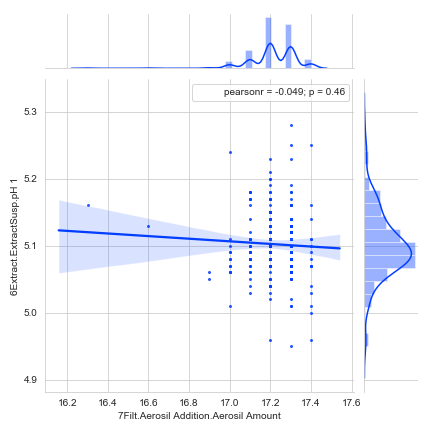 pearsonr = -0.049; p = 0.46
5.3
5.2
5.1
5.0
4.9
6Extract.ExtractSusp.pH 1
16.2 16.4 16.6 16.8 17.0 17.2 17.4 17.6
7Filt.Aerosil Addition.Aerosil Amount